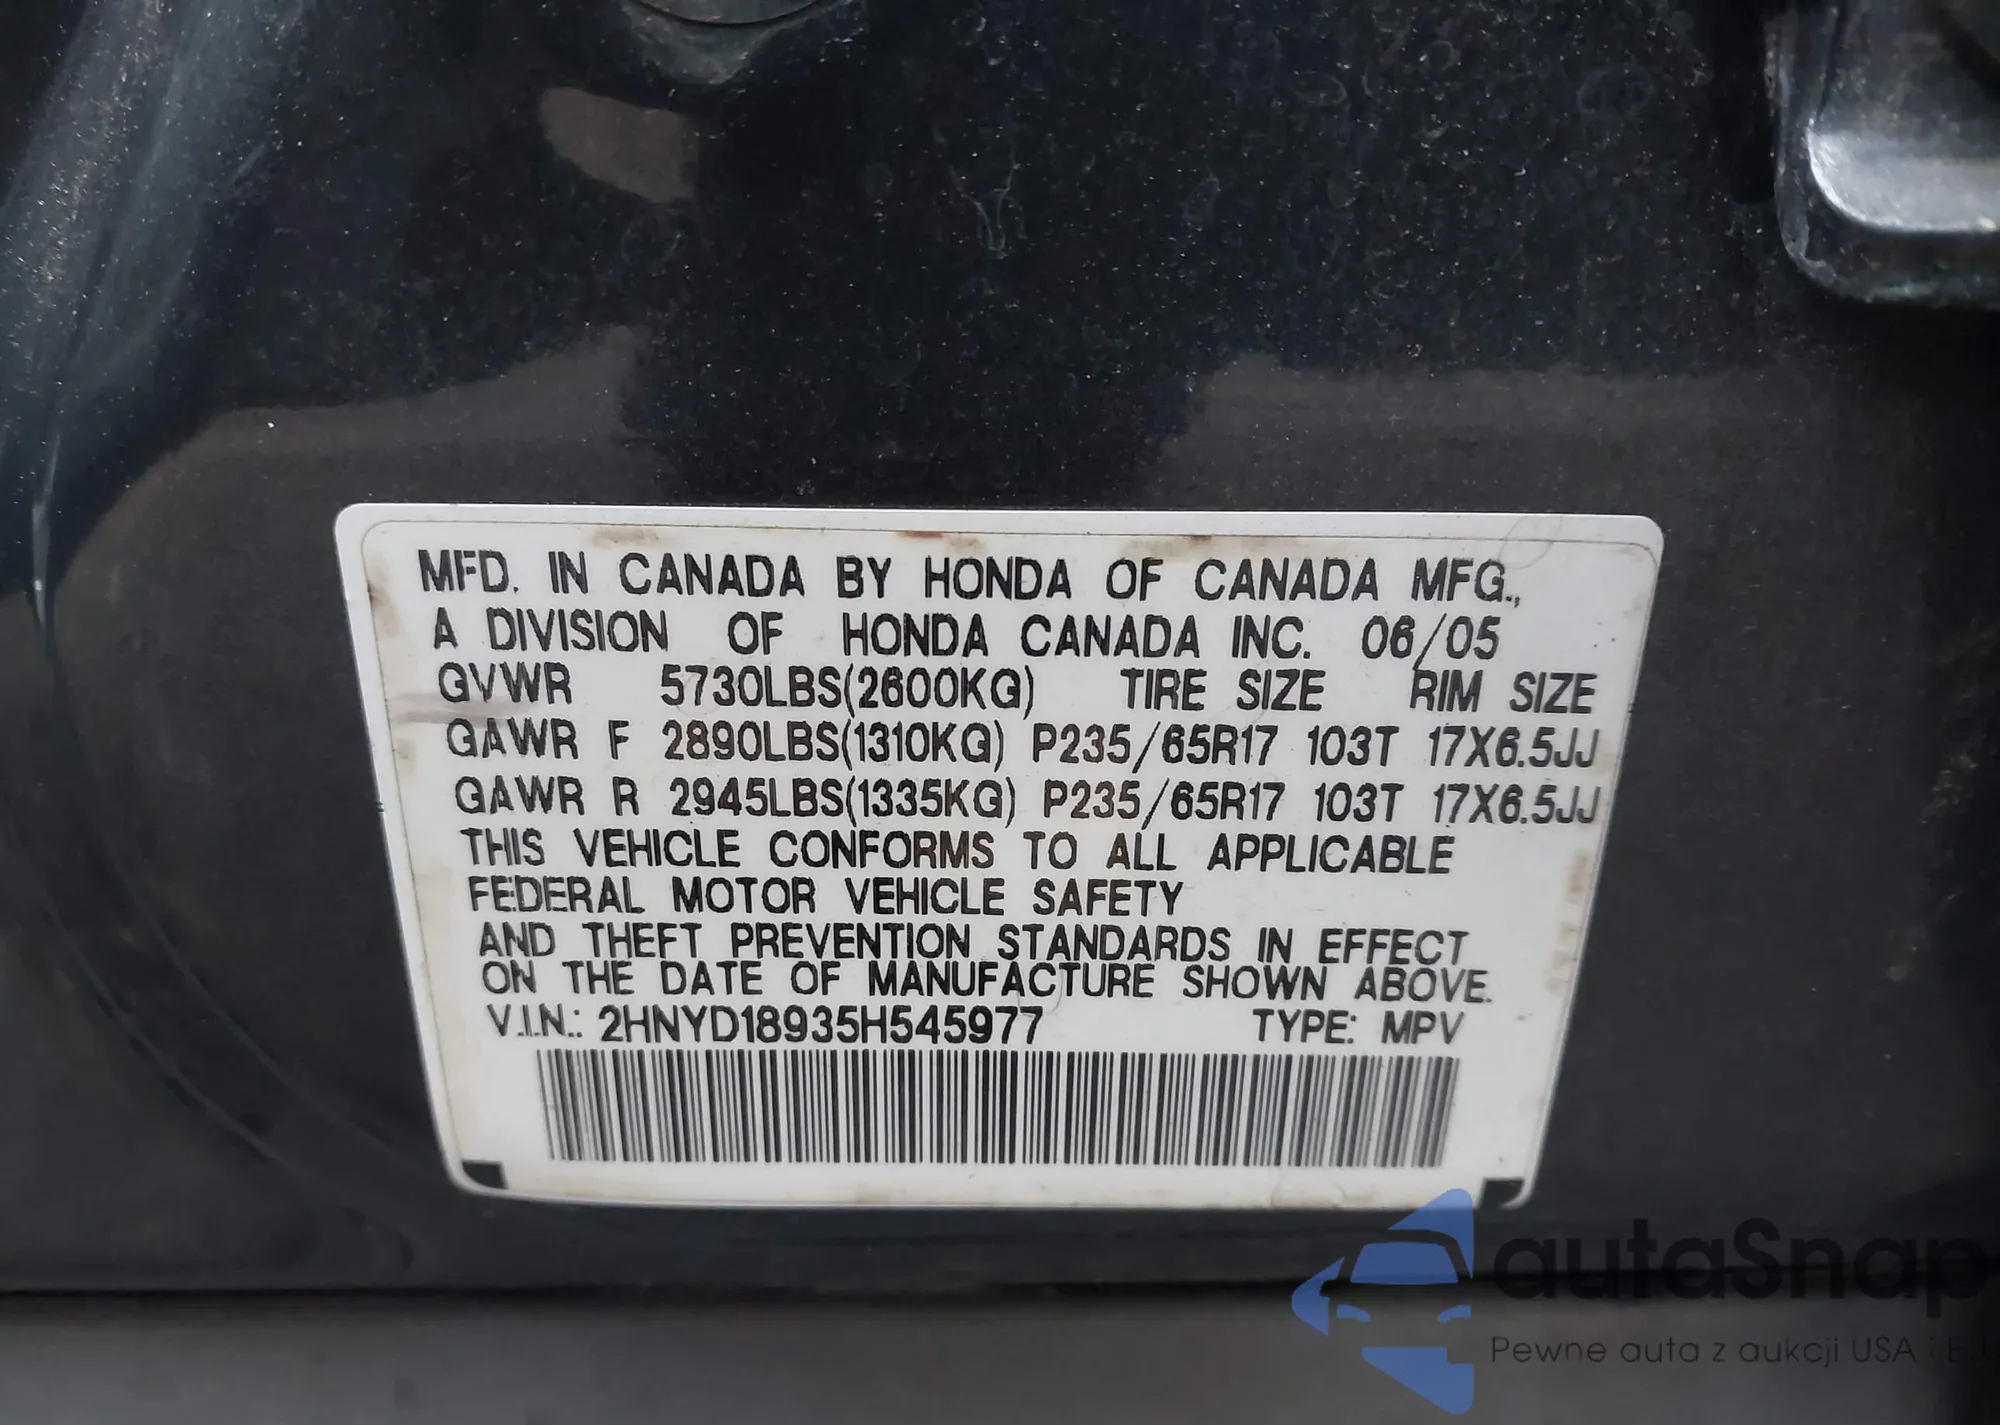 MFD. IN CANADA BY HONDA OF CANADA MFG.,
A DIVISION OF HONDA CANADA INC. 06/05
GVWR 5730LBS(2600KG) TIRE SIZE RIM SIZE
GAWR F 2890LBS(1310KG) P235/65R17 103T 17X6.5JJ
GAWR R 2945LBS(1335KG) P235/65R17 103T 17X6.5JJ
THIS VEHICLE CONFORMS TO ALL APPLICABLE
FEDERAL MOTOR VEHICLE SAFETY
AND THEFT PREVENTION STANDARDS IN EFFECT
ON THE DATE OF MANUFACTURE SHOWN ABOVE.
V.I.N.: 2HNYD18935H545977 TYPE: MPV
autaSnap
Pewne auta z aukcji USA i EU